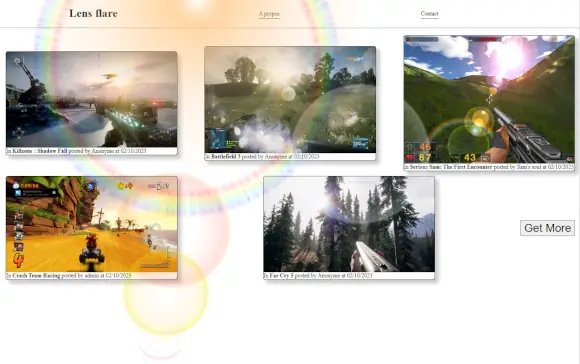 Lens flare
A propos
Contact
In Killzone : Shadow Fall posted by Anonyme at 02/10/2023
In Battlefield 3 posted by Anonyme at 02/10/2023
46
87
43
In Serious Sam: The First Encounter posted by Sam's soul at 02/10/2023
4
In Crash Team Racing posted by admin at 02/10/2023
In Far Cry 5 posted by Anonyme at 02/10/2023
Get More